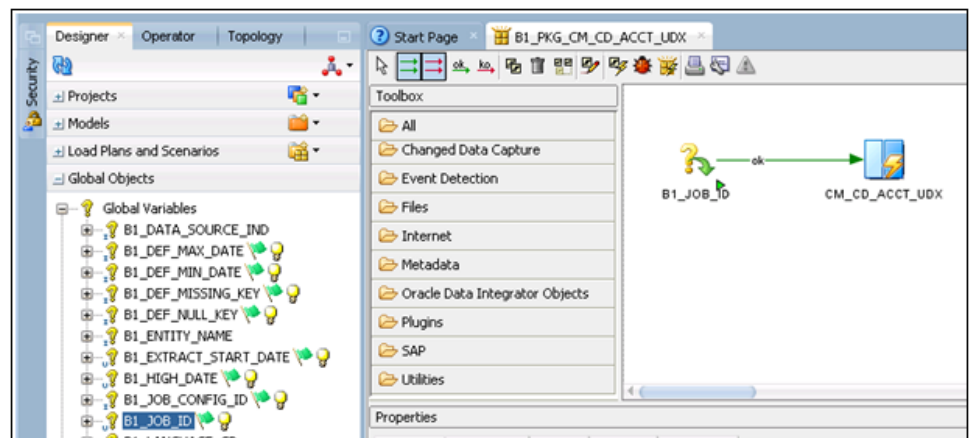 Designer Operator Topology
Security
Projects
Models
Load Plans and Scenarios
Global Objects
Global Variables
B1_DATA_SOURCE_IND
B1_DEF_MAX_DATE
B1_DEF_MIN_DATE
B1_DEF_MISSING_KEY
B1_DEF_NULL_KEY
B1_ENTITY_NAME
B1_EXTRACT_START_DATE
B1_HIGH_DATE
B1_JOB_CONFIG_ID
B1_JOB_ID
Start Page B1_PKG_CM_CD_ACCT_UDX
ok ko
Toolbox
All
Changed Data Capture
Event Detection
Files
Internet
Metadata
Oracle Data Integrator Objects
Plugins
SAP
Utilities
Properties
ok
B1_JOB_ID CM_CD_ACCT_UDX